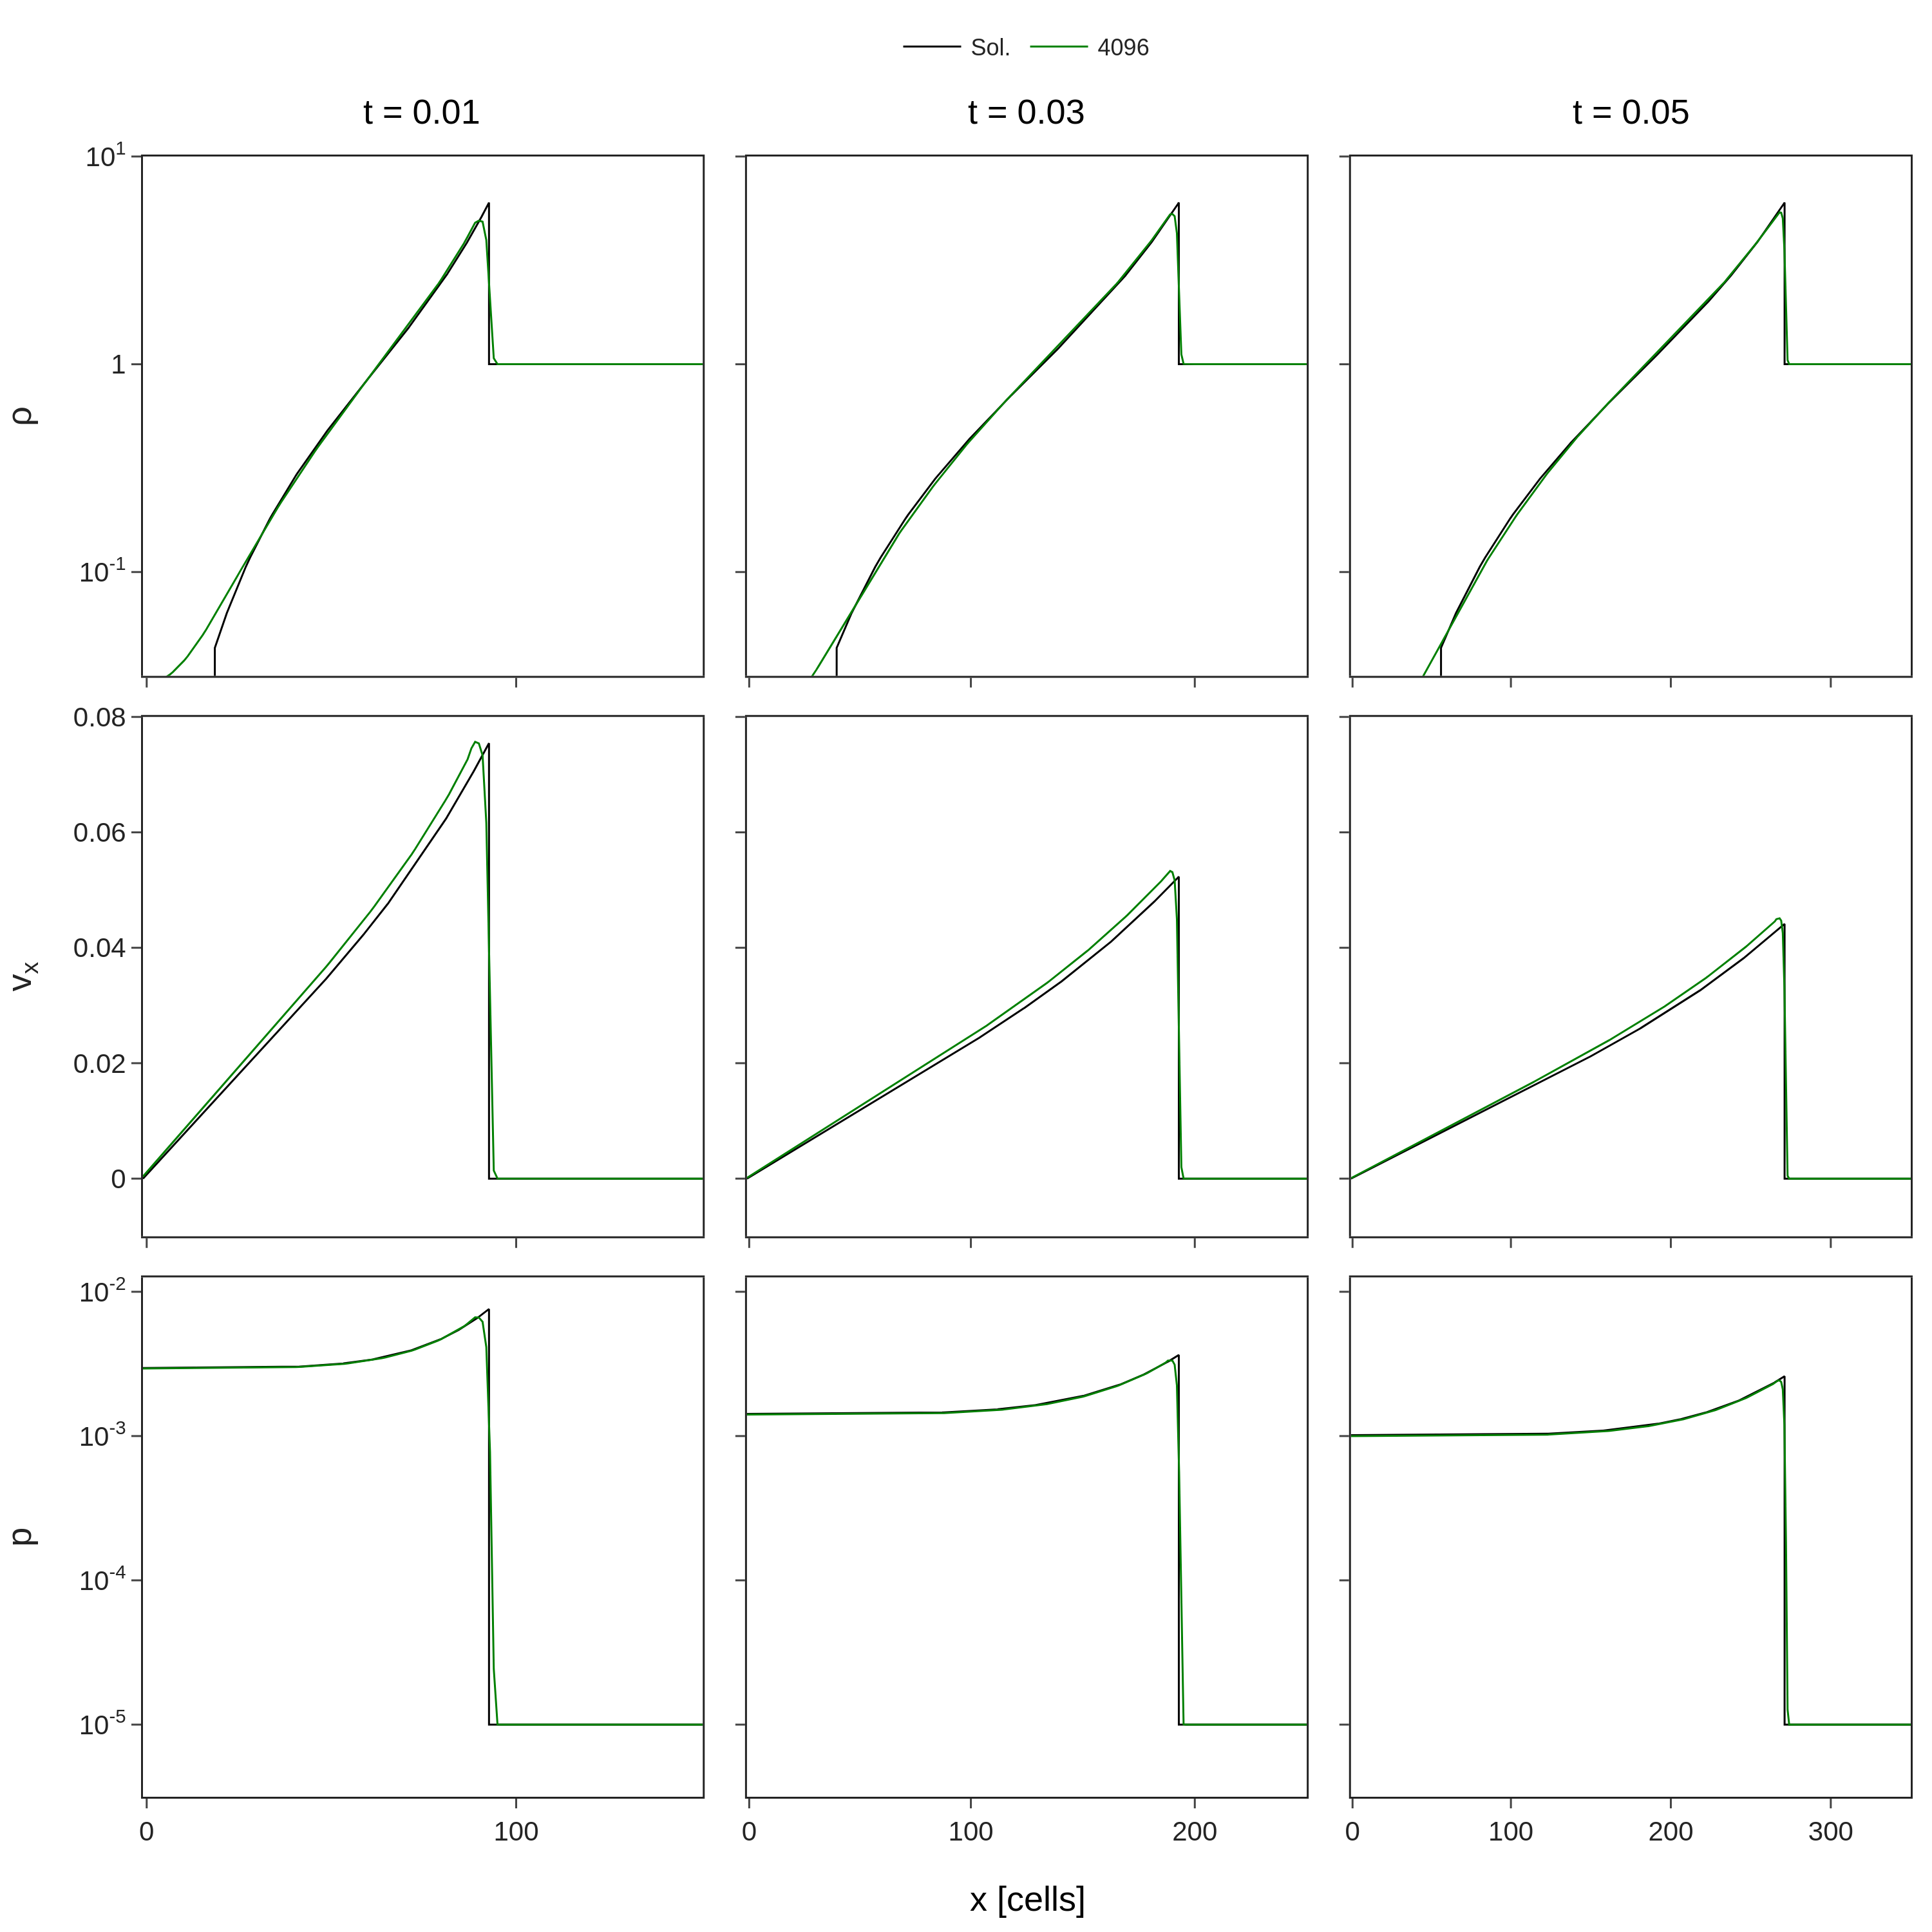 Sol. 4096
t = 0.01 t = 0.03 t = 0.05
10¹
1
10⁻¹
ρ
0.08
0.06
0.04
0.02
0
vₓ
10⁻²
10⁻³
10⁻⁴
10⁻⁵
p
0 100 0 100 200 0 100 200 300
x [cells]